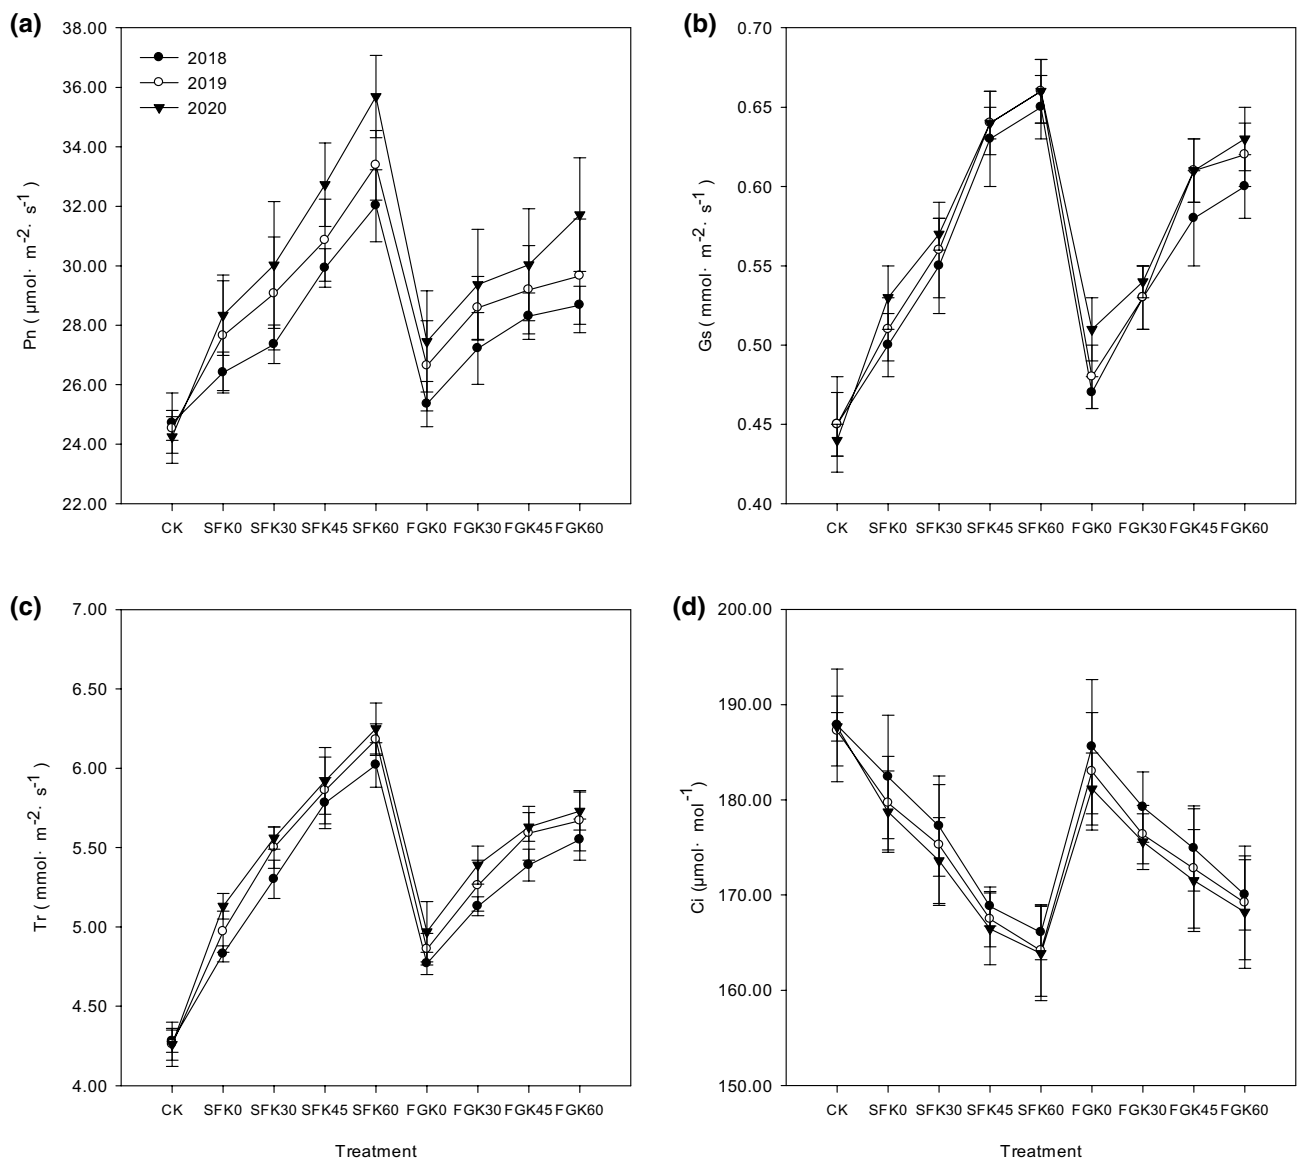 (a)
38.00
36.00
34.00
32.00
30.00
28.00
26.00
24.00
22.00
Pn ( μmol· m⁻²· s⁻¹ )
2018
2019
2020
CK SFK0 SFK30 SFK45 SFK60 FGK0 FGK30 FGK45 FGK60
(b)
0.70
0.65
0.60
0.55
0.50
0.45
0.40
Gs ( mmol· m⁻²· s⁻¹ )
CK SFK0 SFK30 SFK45 SFK60 FGK0 FGK30 FGK45 FGK60
(c)
7.00
6.50
6.00
5.50
5.00
4.50
4.00
Tr ( mmol· m⁻²· s⁻¹ )
CK SFK0 SFK30 SFK45 SFK60 FGK0 FGK30 FGK45 FGK60
Treatment
(d)
200.00
190.00
180.00
170.00
160.00
150.00
Ci (μmol· mol⁻¹)
CK SFK0 SFK30 SFK45 SFK60 FGK0 FGK30 FGK45 FGK60
Treatment